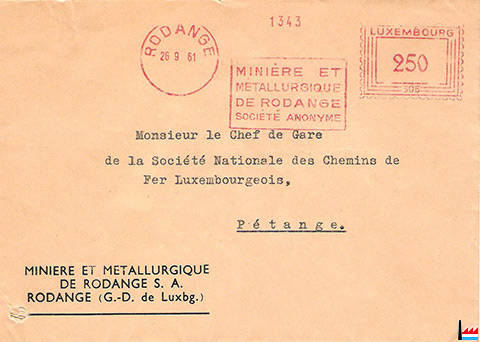 1343
RODANGE
26 9 61
MINIÈRE ET
METALLURGIQUE
DE RODANGE
SOCIÉTÉ ANONYME
LUXEMBOURG
250
Monsieur le Chef de Gare
de la Société Nationale des Chemins de
Fer Luxembourgeois,
Pétange.
MINIERE ET METALLURGIQUE
DE RODANGE S. A.
RODANGE (G.-D. de Luxbg.)